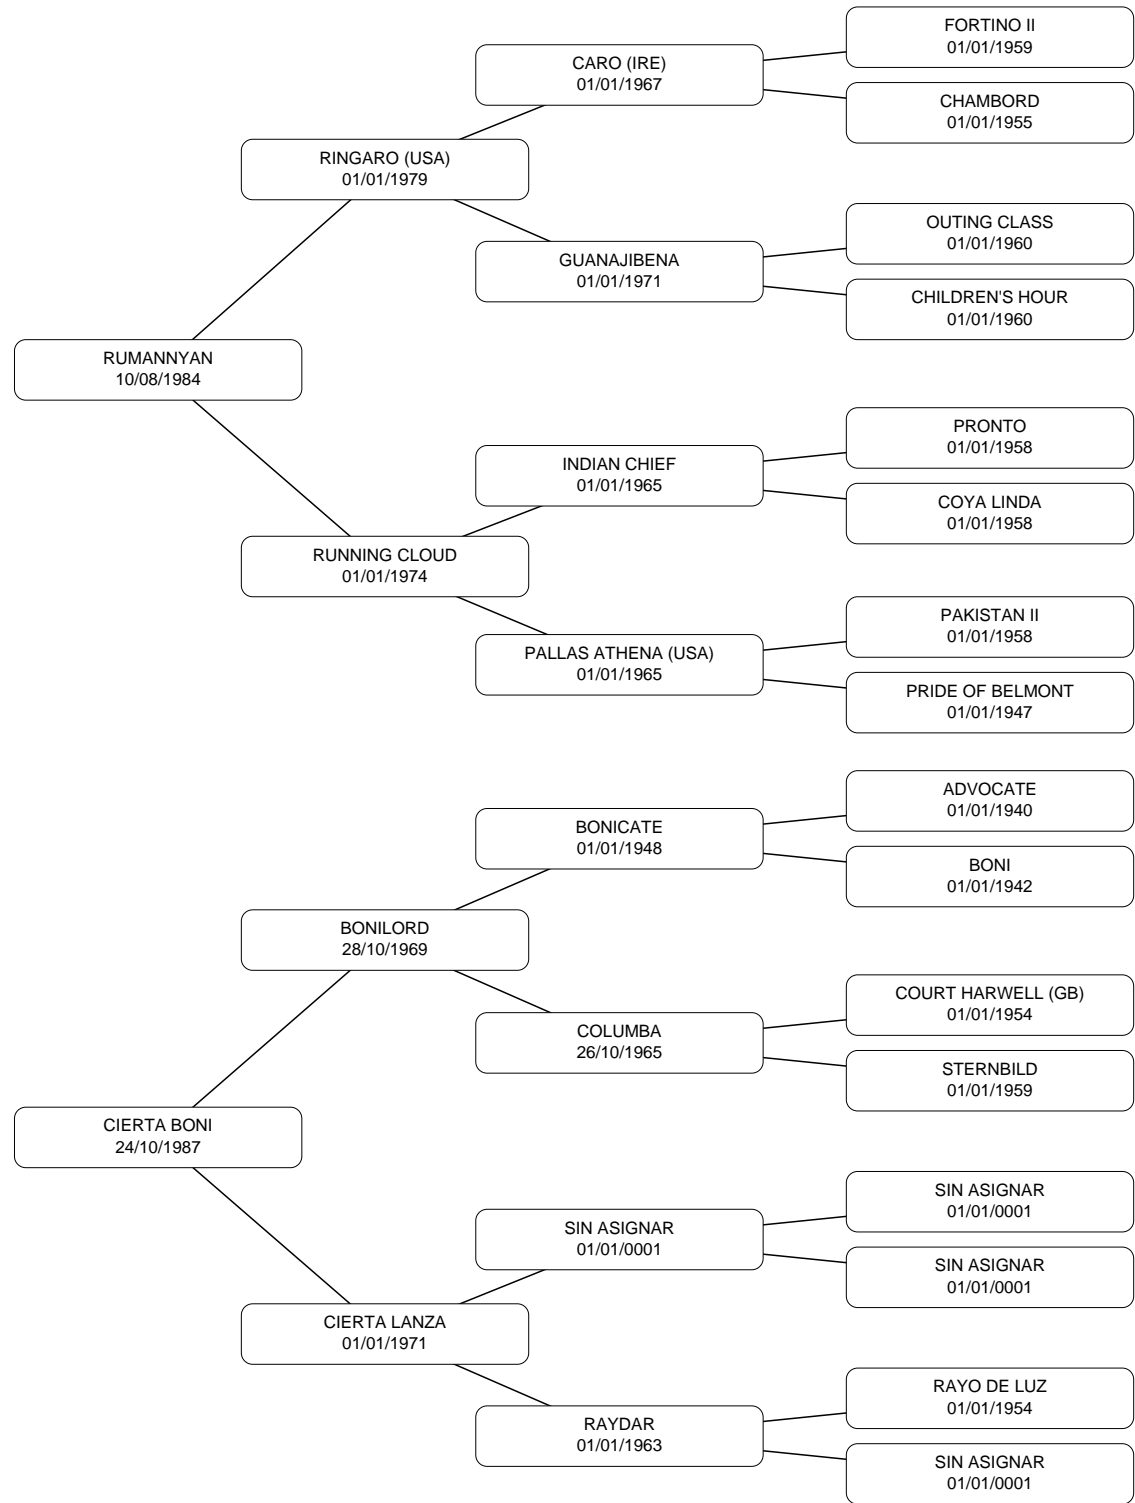 FORTINO II
01/01/1959
CARO (IRE)
01/01/1967
CHAMBORD
01/01/1955
RINGARO (USA)
01/01/1979
OUTING CLASS
01/01/1960
GUANAJIBENA
01/01/1971
CHILDREN'S HOUR
01/01/1960
RUMANNYAN
10/08/1984
PRONTO
01/01/1958
INDIAN CHIEF
01/01/1965
COYA LINDA
01/01/1958
RUNNING CLOUD
01/01/1974
PAKISTAN II
01/01/1958
PALLAS ATHENA (USA)
01/01/1965
PRIDE OF BELMONT
01/01/1947
ADVOCATE
01/01/1940
BONICATE
01/01/1948
BONI
01/01/1942
BONILORD
28/10/1969
COURT HARWELL (GB)
01/01/1954
COLUMBA
26/10/1965
STERNBILD
01/01/1959
CIERTA BONI
24/10/1987
SIN ASIGNAR
01/01/0001
SIN ASIGNAR
01/01/0001
SIN ASIGNAR
01/01/0001
CIERTA LANZA
01/01/1971
RAYO DE LUZ
01/01/1954
RAYDAR
01/01/1963
SIN ASIGNAR
01/01/0001